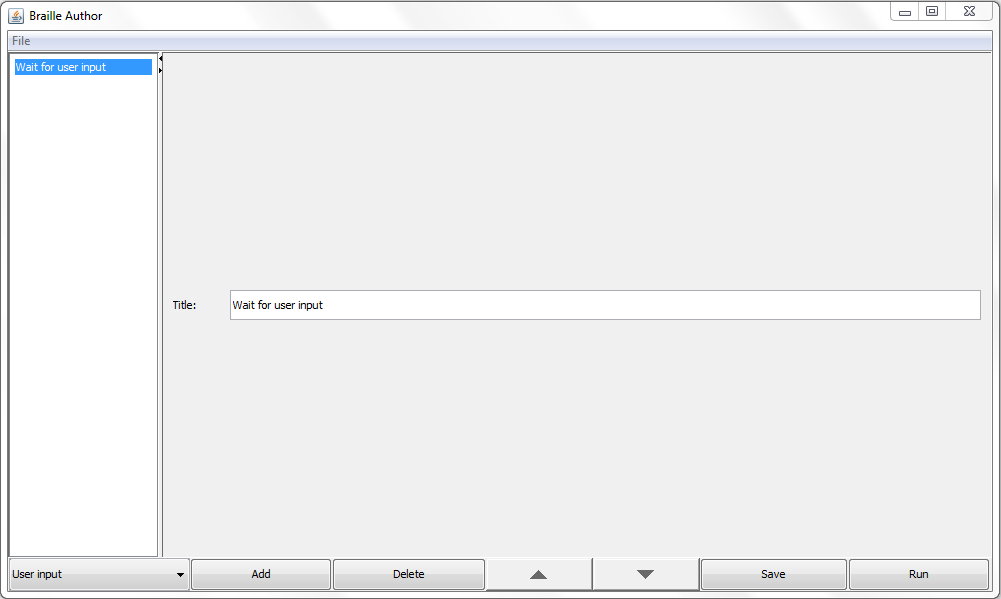 Braille Author
File
Wait for user input
Title:
Wait for user input
User input
Add
Delete
Save
Run